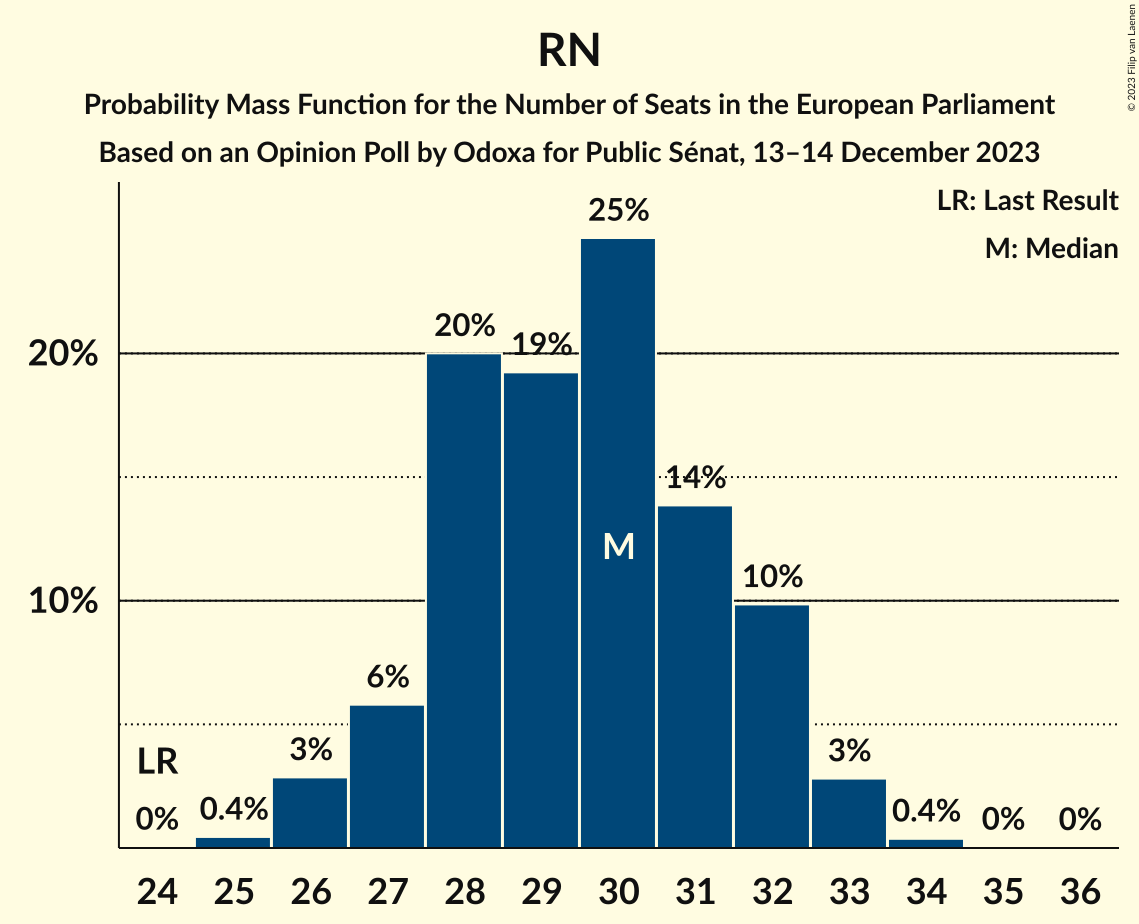 RN
Probability Mass Function for the Number of Seats in the European Parliament
Based on an Opinion Poll by Odoxa for Public Sénat, 13–14 December 2023
© 2023 Filip van Laenen
LR: Last Result
M: Median
25%
20%
19%
20%
14%
M
10%
10%
6%
3%
3%
LR
0%
0.4%
0.4%
0%
0%
24 25 26 27 28 29 30 31 32 33 34 35 36